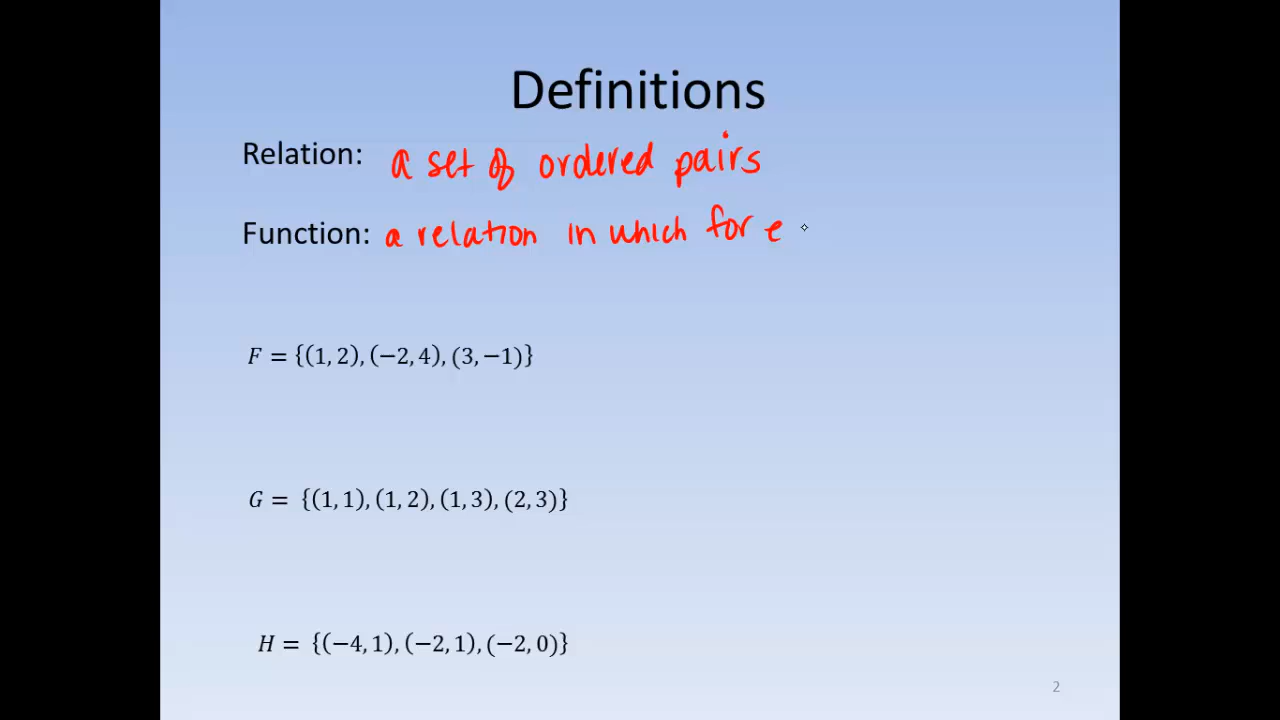 Definitions
Relation: a set of ordered pairs
Function: a relation in which for e
F = {(1, 2), (−2, 4), (3, −1)}
G = {(1, 1), (1, 2), (1, 3), (2, 3)}
H = {(−4, 1), (−2, 1), (−2, 0)}
2